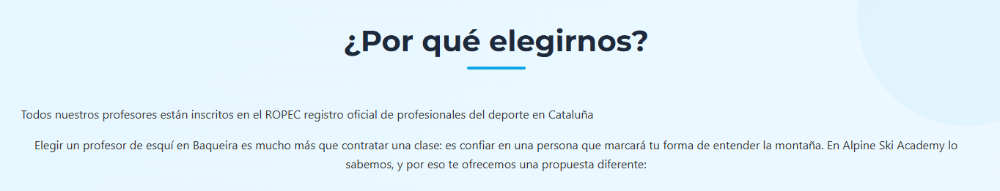 ¿Por qué elegirnos?
Todos nuestros profesores están inscritos en el ROPEC registro oficial de profesionales del deporte en Cataluña
Elegir un profesor de esquí en Baqueira es mucho más que contratar una clase: es confiar en una persona que marcará tu forma de entender la montaña. En Alpine Ski Academy lo
sabemos, y por eso te ofrecemos una propuesta diferente: